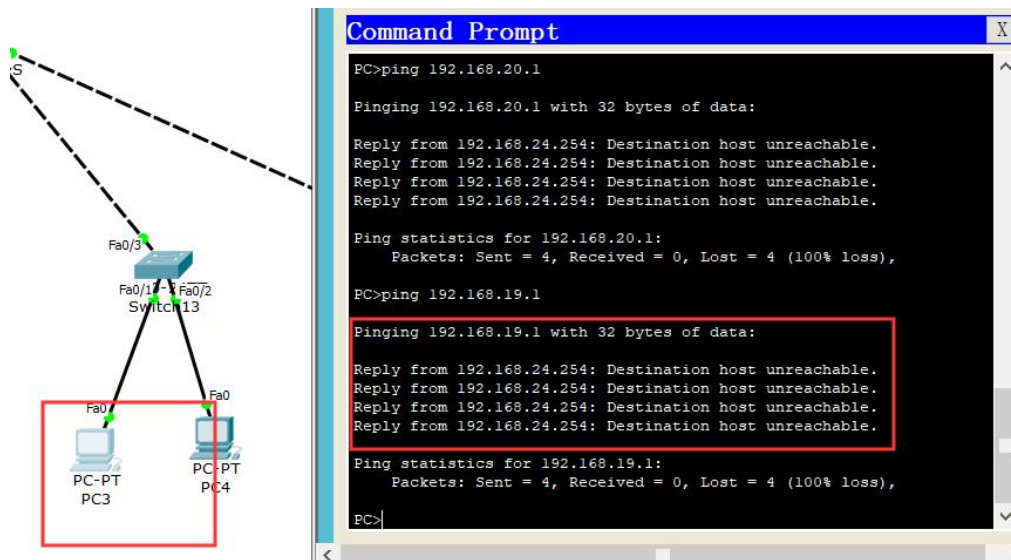 S
Fa0/3
Fa0/1
Fa0/2
Switch13
Fa0
Fa0
PC-PT
PC3
PC-PT
PC4
Command Prompt
X
PC>ping 192.168.20.1
Pinging 192.168.20.1 with 32 bytes of data:
Reply from 192.168.24.254: Destination host unreachable.
Reply from 192.168.24.254: Destination host unreachable.
Reply from 192.168.24.254: Destination host unreachable.
Reply from 192.168.24.254: Destination host unreachable.
Ping statistics for 192.168.20.1:
Packets: Sent = 4, Received = 0, Lost = 4 (100% loss),
PC>ping 192.168.19.1
Pinging 192.168.19.1 with 32 bytes of data:
Reply from 192.168.24.254: Destination host unreachable.
Reply from 192.168.24.254: Destination host unreachable.
Reply from 192.168.24.254: Destination host unreachable.
Reply from 192.168.24.254: Destination host unreachable.
Ping statistics for 192.168.19.1:
Packets: Sent = 4, Received = 0, Lost = 4 (100% loss),
PC>